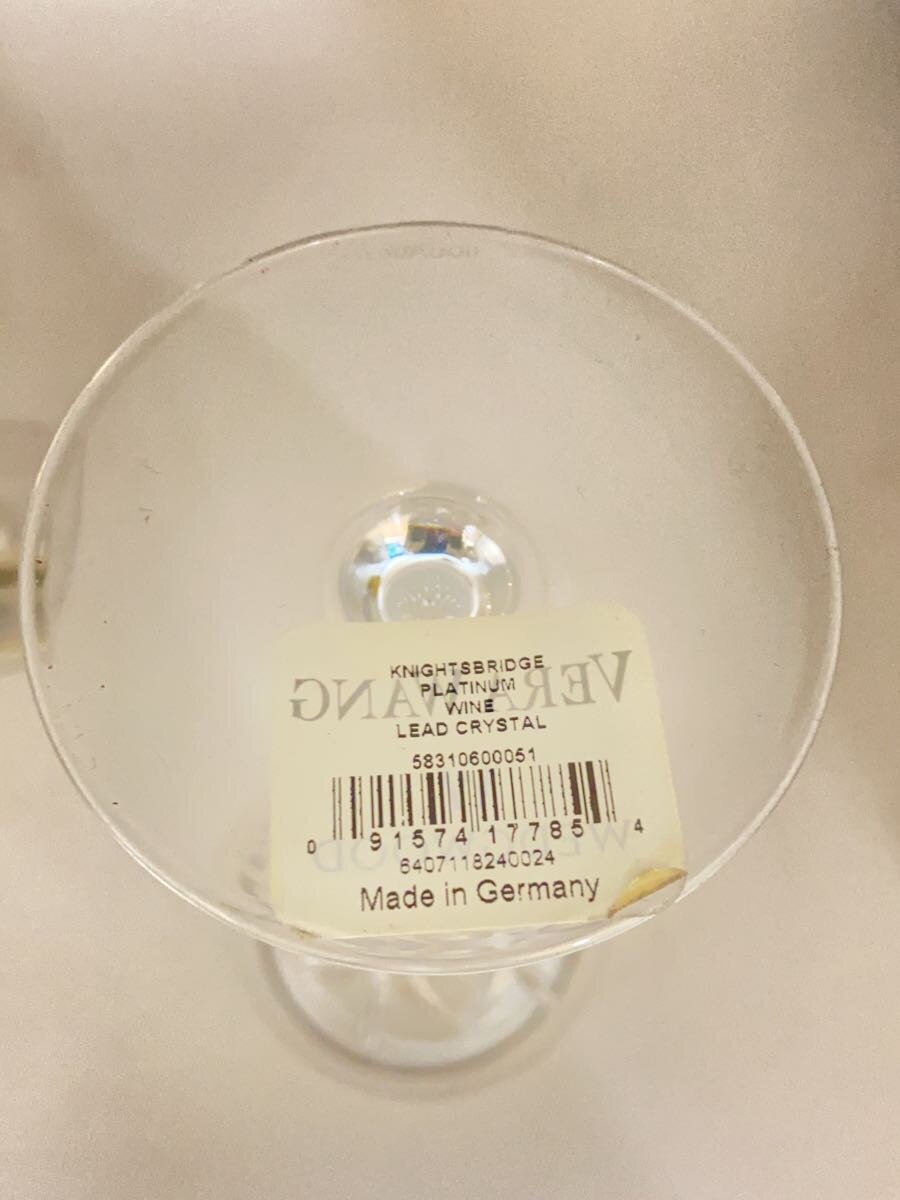 KNIGHTSBRIDGE
PLATINUM
WINE
LEAD CRYSTAL
VERA WANG
58310600051
0 91574 17785 4
6407118240024
Made in Germany